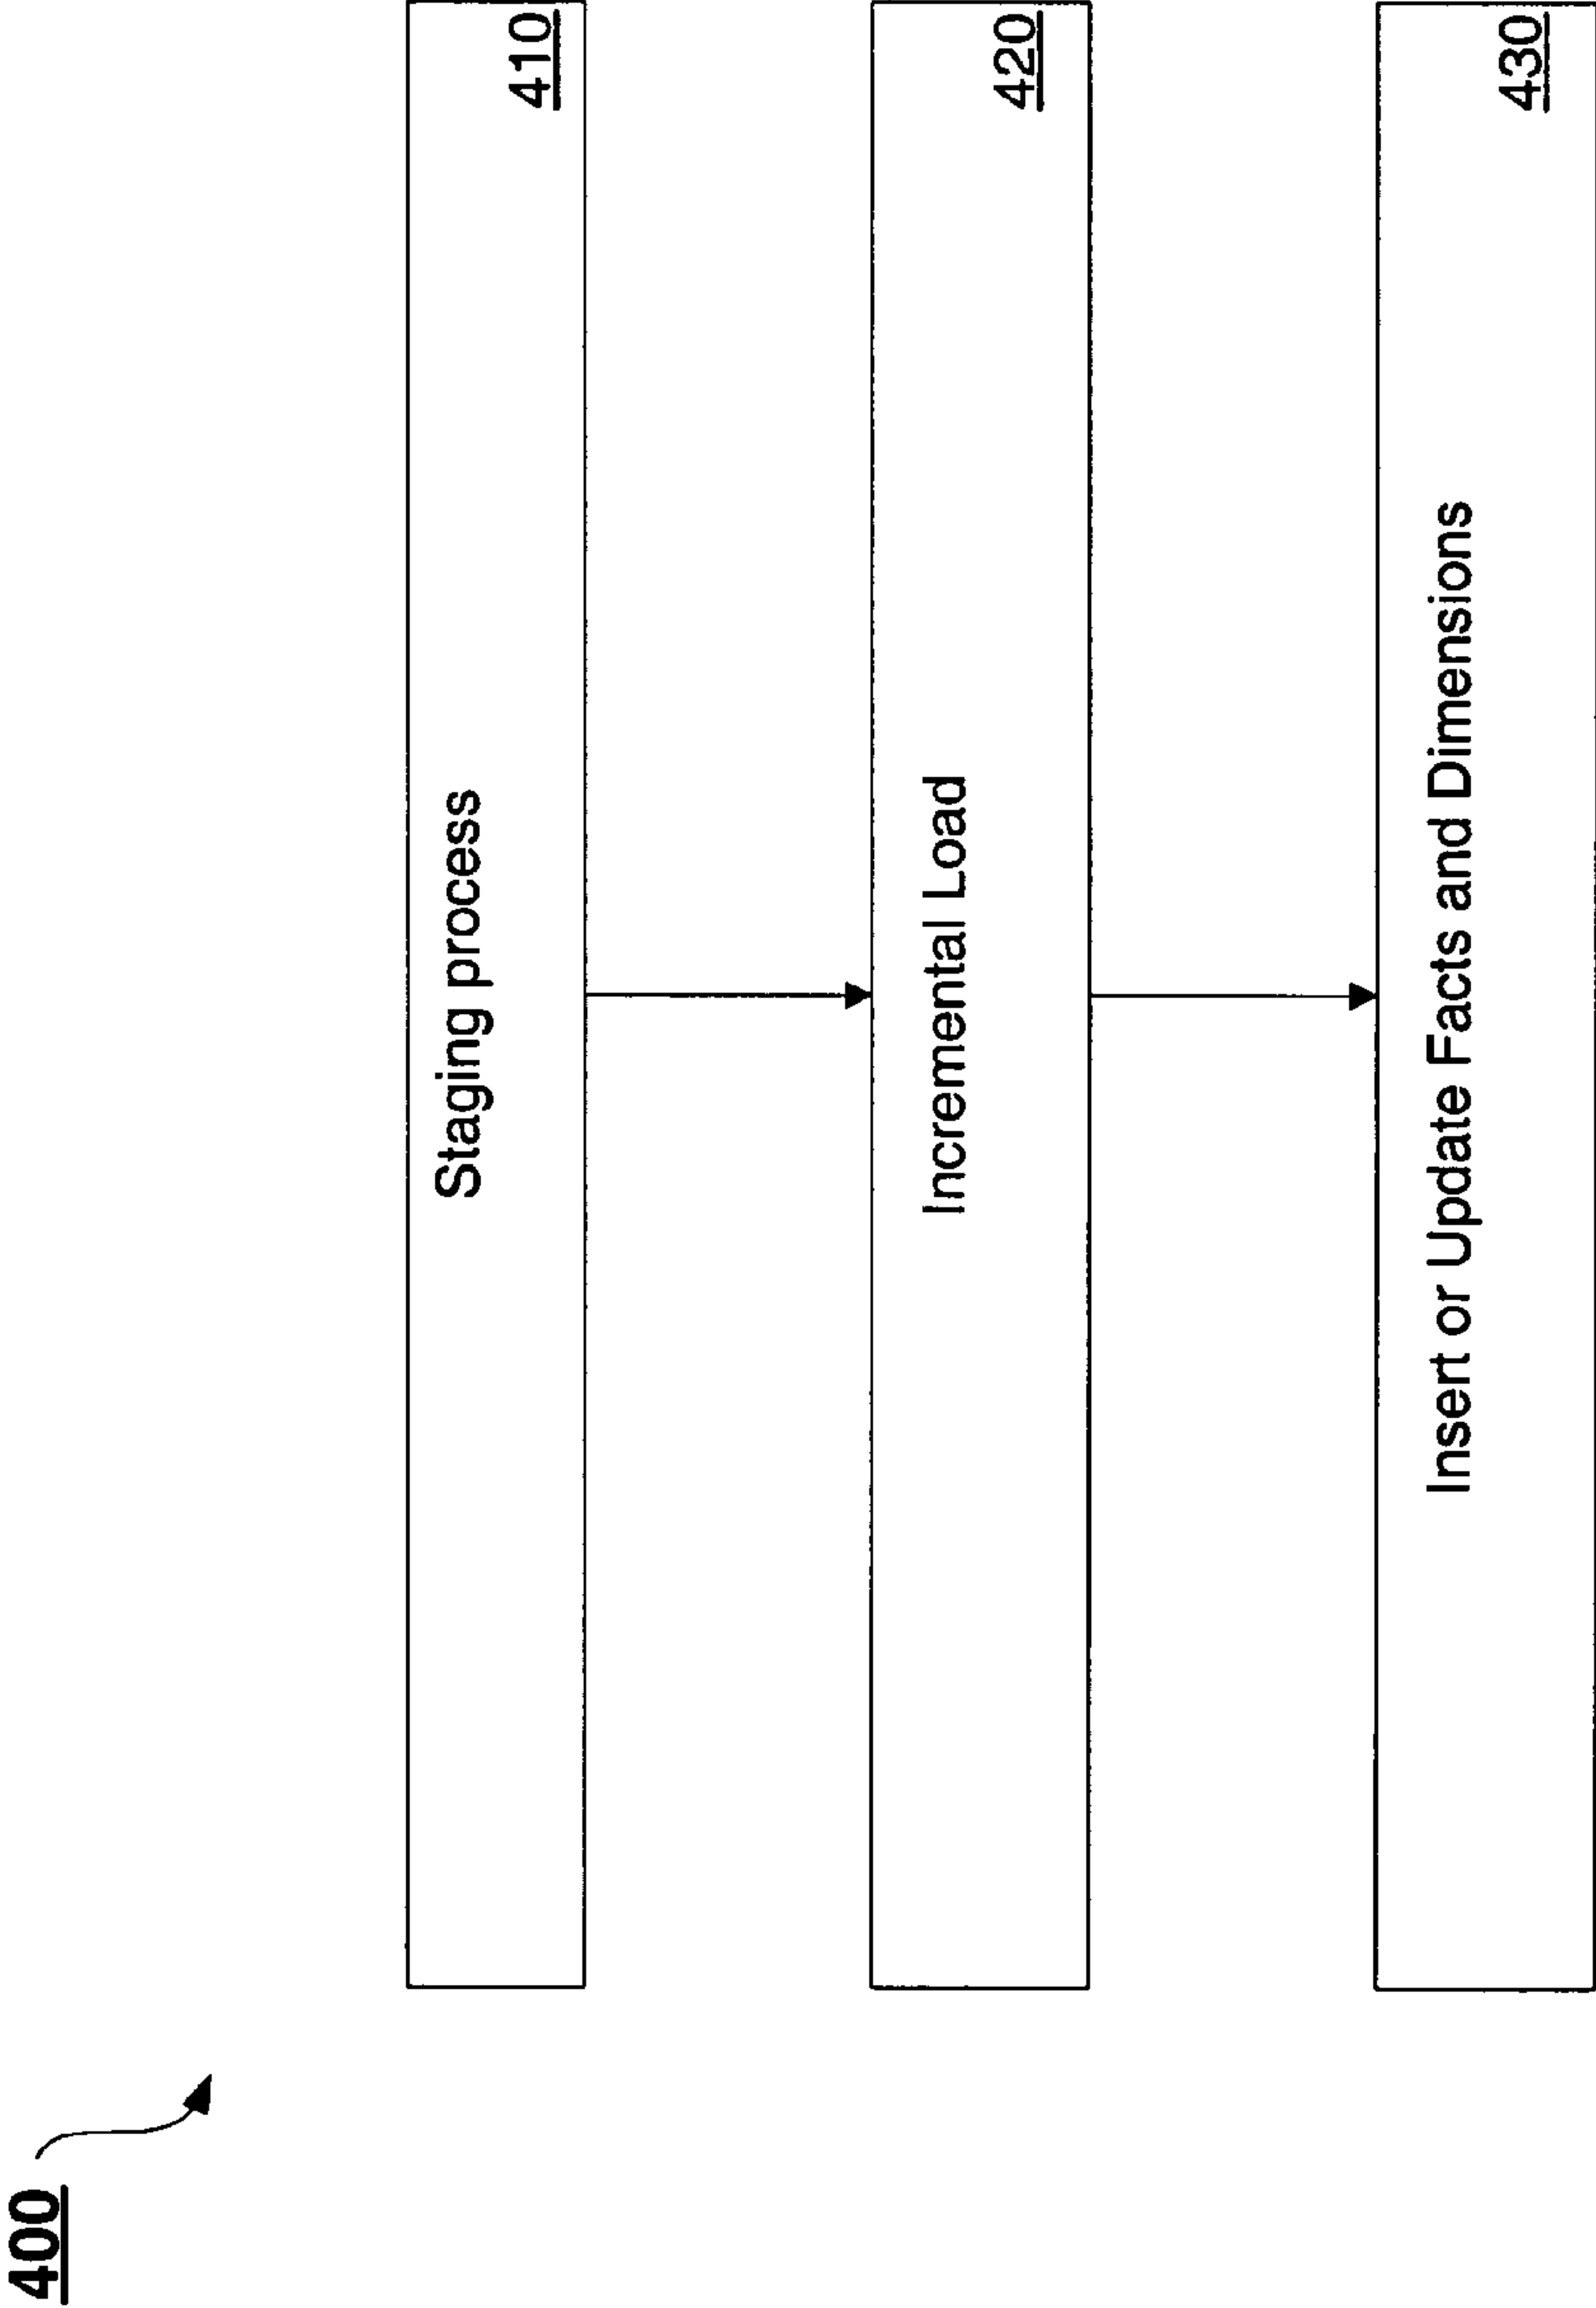 400
Staging process
410
Incremental Load
420
Insert or Update Facts and Dimensions
430